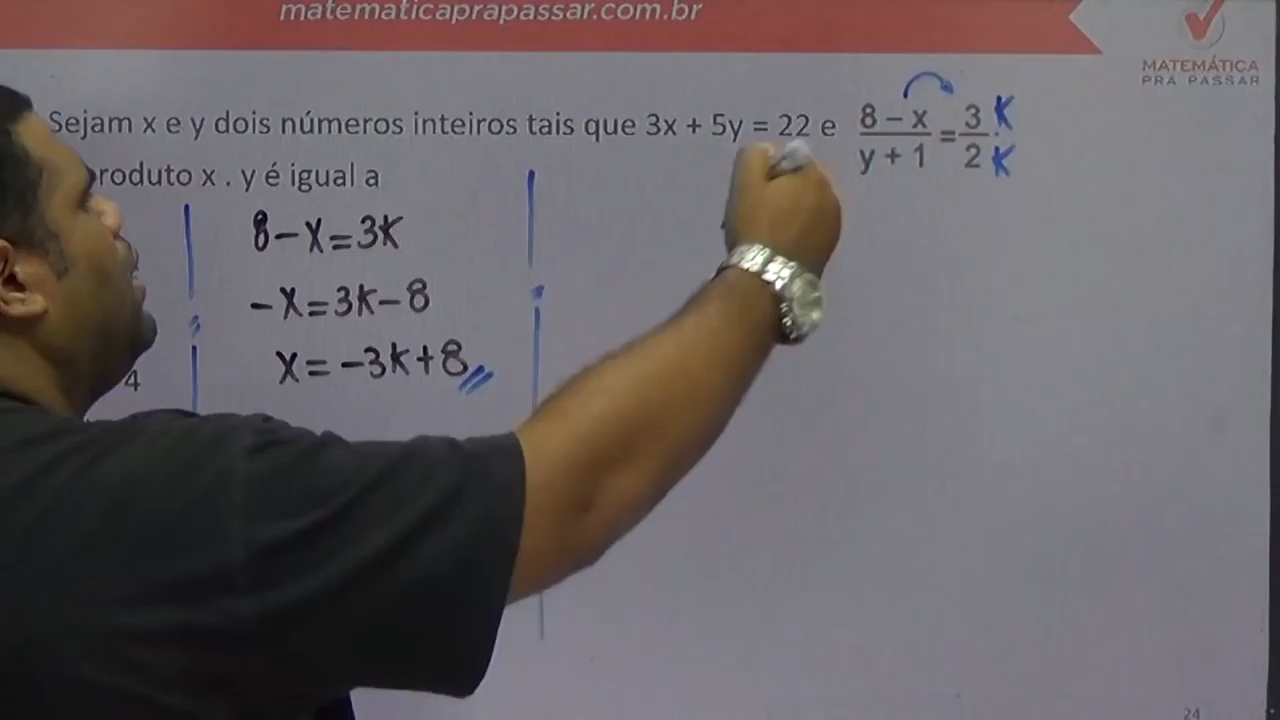 matematicaprapassar.com.br
MATEMÁTICA
PRA PASSAR
Sejam x e y dois números inteiros tais que 3x + 5y = 22 e (8 – x)/(y + 1) = 3/2 K/K
roduto x . y é igual a
8-X=3K
-X=3K-8
X=-3K+8
4
24